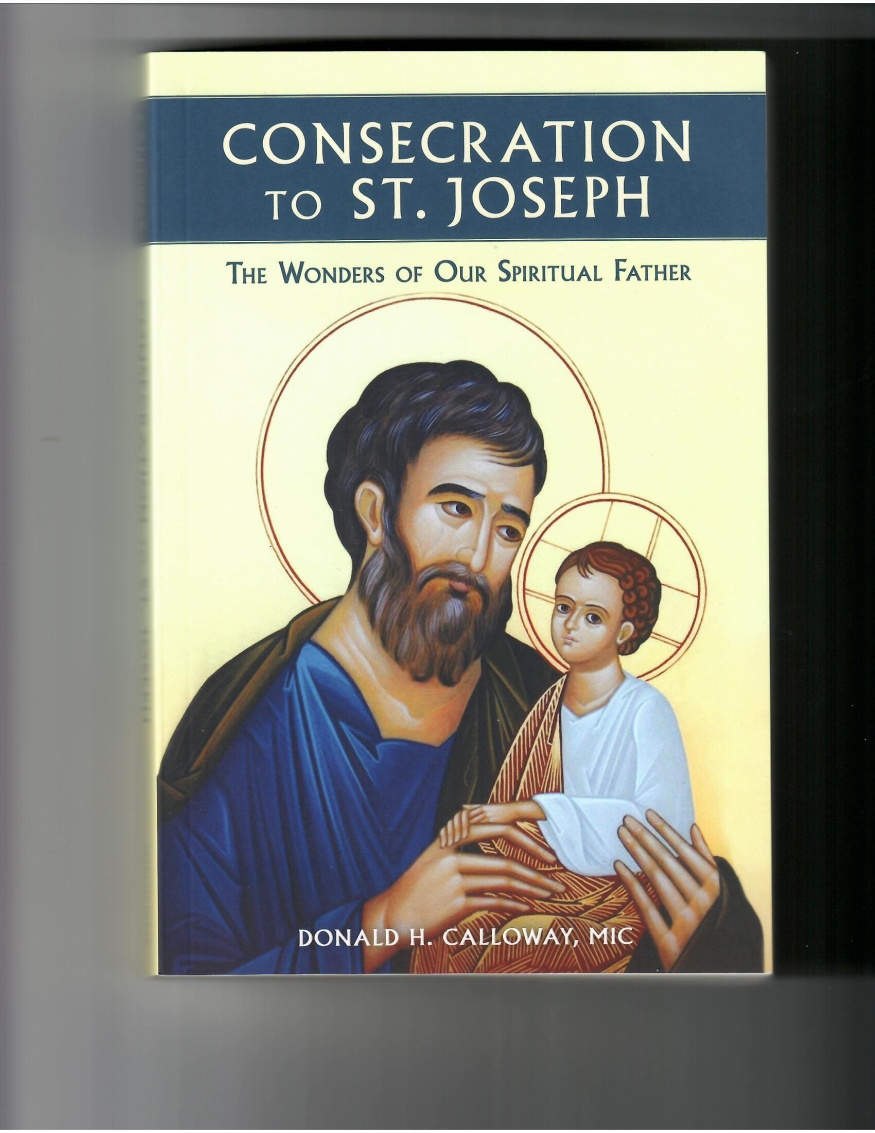 CONSECRATION
TO ST. JOSEPH
THE WONDERS OF OUR SPIRITUAL FATHER
DONALD H. CALLOWAY, MIC